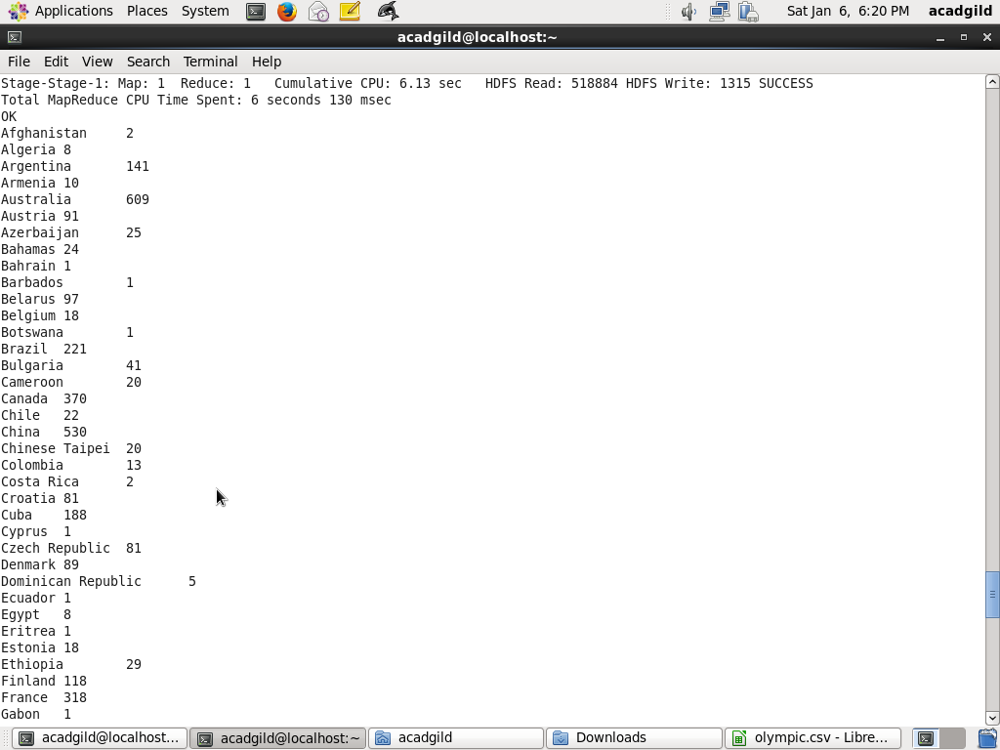 Applications Places System Sat Jan 6, 6:20 PM acadgild
acadgild@localhost:~
File Edit View Search Terminal Help
Stage-Stage-1: Map: 1  Reduce: 1   Cumulative CPU: 6.13 sec   HDFS Read: 518884 HDFS Write: 1315 SUCCESS
Total MapReduce CPU Time Spent: 6 seconds 130 msec
OK
Afghanistan     2
Algeria 8
Argentina       141
Armenia 10
Australia       609
Austria 91
Azerbaijan      25
Bahamas 24
Bahrain 1
Barbados        1
Belarus 97
Belgium 18
Botswana        1
Brazil  221
Bulgaria        41
Cameroon        20
Canada  370
Chile   22
China   530
Chinese Taipei  20
Colombia        13
Costa Rica      2
Croatia 81
Cuba    188
Cyprus  1
Czech Republic  81
Denmark 89
Dominican Republic      5
Ecuador 1
Egypt   8
Eritrea 1
Estonia 18
Ethiopia        29
Finland 118
France  318
Gabon   1
acadgild@localhost... acadgild@localhost:~ acadgild Downloads olympic.csv - Libre...